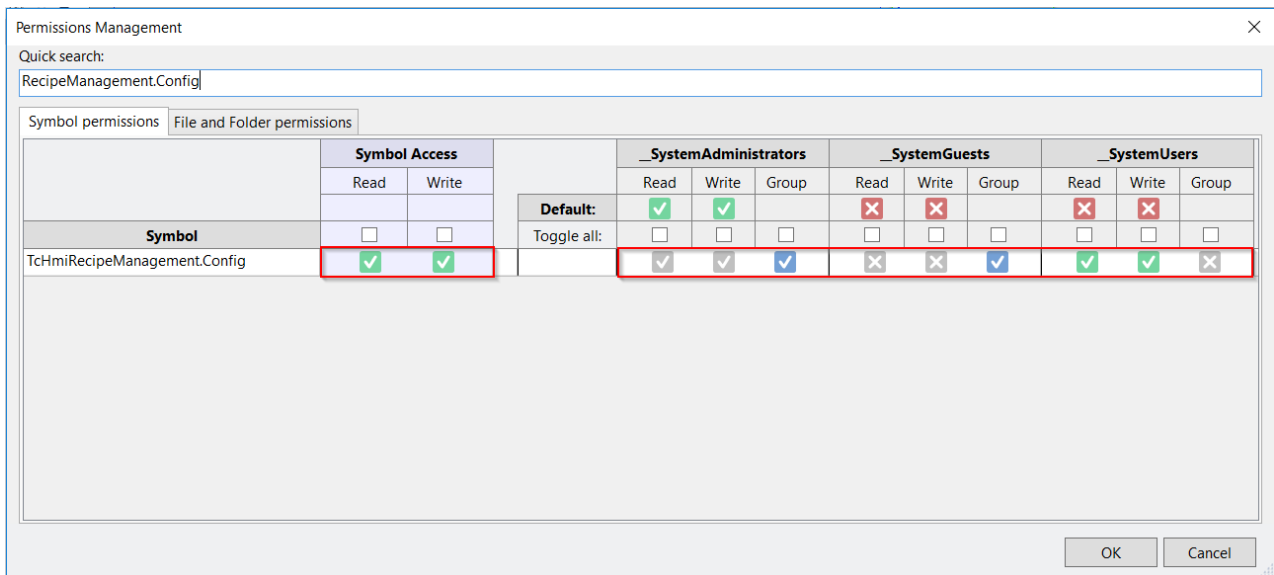 Permissions Management
Quick search:
RecipeManagement.Config
Symbol permissions File and Folder permissions
Symbol Access __SystemAdministrators __SystemGuests __SystemUsers
Read Write Read Write Group Read Write Group Read Write Group
Default:
Symbol Toggle all:
TcHmiRecipeManagement.Config
OK Cancel